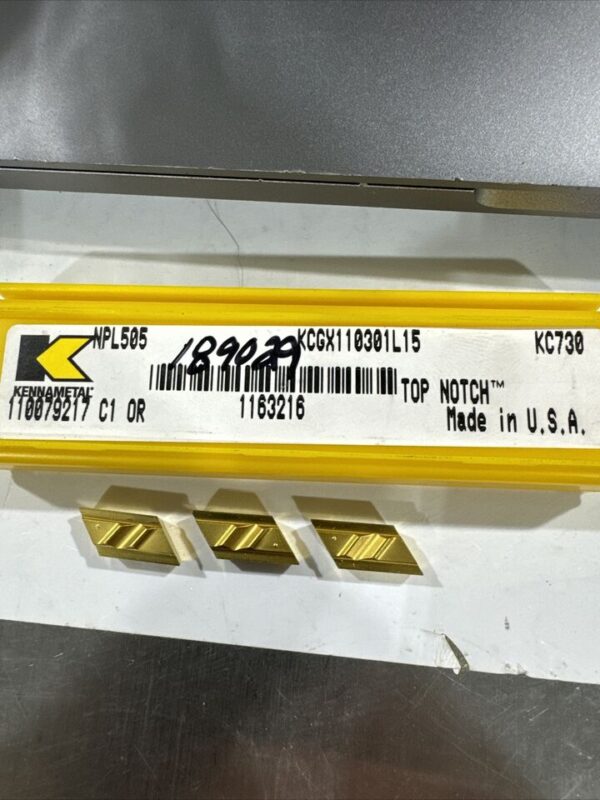 NPL505 KCGX110301L15 KC730
189029
KENNAMETAL
110079217 C1 OR 1163216 TOP NOTCH™
Made in U.S.A.